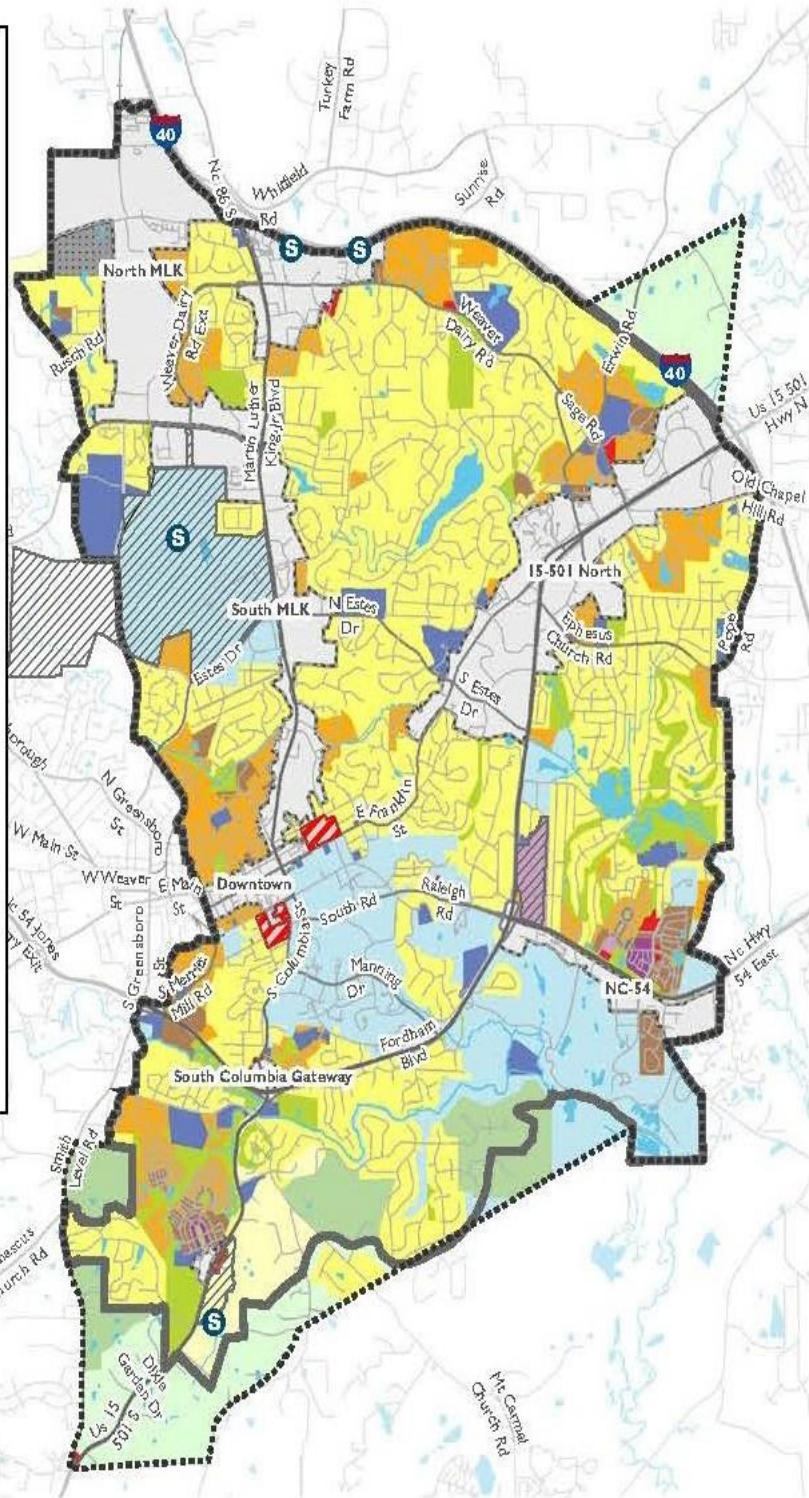 Turkey
Farm Rd
40
Nc 86 S
Whitfield
Rd
Sunrise
Rd
S
S
North MLK
Weaver Dairy
Rd Ext
Rusch Rd
Weaver
Dairy Rd
Erwin Rd
40
Us 15 501
Hwy N
Sage Rd
Martin Luther
King Jr Blvd
Old Chapel
Hill Rd
S
15-501 North
South MLK
N Estes
Dr
Ephesus
Church Rd
Pope
Rd
Estes Dr
S Estes
Dr
N Greensboro
St
E Franklin
St
W Main St
W Weaver
St
E Main
St
Downtown
South Rd
Raleigh
Rd
S Greensboro
St
S Merritt
Mill Rd
S Columbia St
Manning
Dr
Nc Hwy
54 East
NC-54
Fordham
Blvd
South Columbia Gateway
Smith
Level Rd
S
Dixie
Garden Dr
Us 15
501 S
Mt Carmel
Church Rd